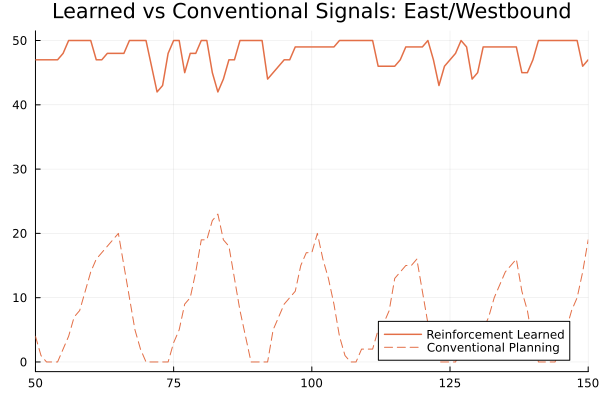 Learned vs Conventional Signals: East/Westbound
50
40
30
20
10
0
Reinforcement Learned
Conventional Planning
50 75 100 125 150